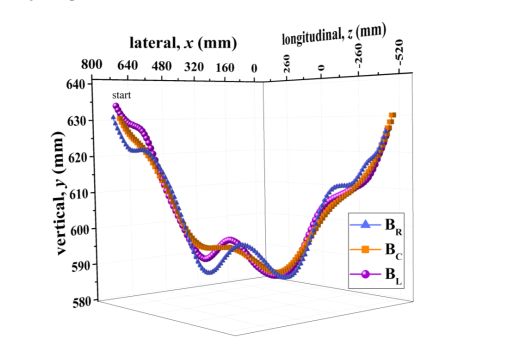 lateral, x (mm)
longitudinal, z (mm)
800 640 480 320 160 0
260 0 -260 -520
640
620
610
600
590
580
vertical, y (mm)
start
B_R
B_C
B_L